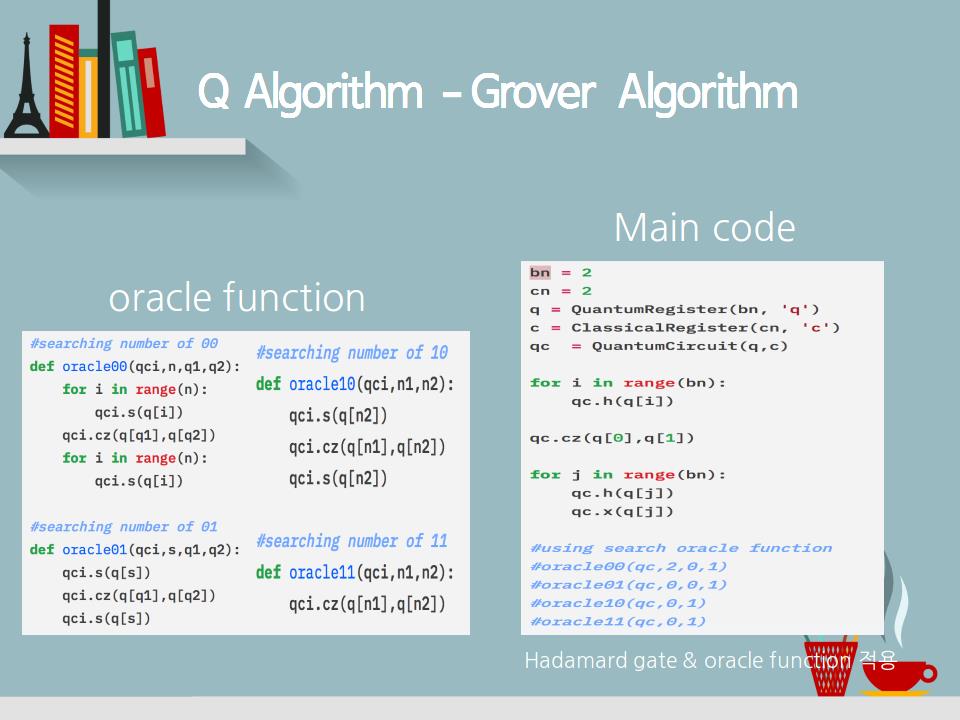 Q Algorithm – Grover Algorithm
oracle function
#searching number of 00
def oracle00(qci,n,q1,q2):
    for i in range(n):
        qci.s(q[i])
    qci.cz(q[q1],q[q2])
    for i in range(n):
        qci.s(q[i])
#searching number of 01
def oracle01(qci,s,q1,q2):
    qci.s(q[s])
    qci.cz(q[q1],q[q2])
    qci.s(q[s])
#searching number of 10
def oracle10(qci,n1,n2):
    qci.s(q[n2])
    qci.cz(q[n1],q[n2])
    qci.s(q[n2])
#searching number of 11
def oracle11(qci,n1,n2):
    qci.cz(q[n1],q[n2])
Main code
bn = 2
cn = 2
q = QuantumRegister(bn, 'q')
c = ClassicalRegister(cn, 'c')
qc  = QuantumCircuit(q,c)
for i in range(bn):
    qc.h(q[i])
qc.cz(q[0],q[1])
for j in range(bn):
    qc.h(q[j])
    qc.x(q[j])
#using search oracle function
#oracle00(qc,2,0,1)
#oracle01(qc,0,0,1)
#oracle10(qc,0,1)
#oracle11(qc,0,1)
Hadamard gate & oracle function 적용